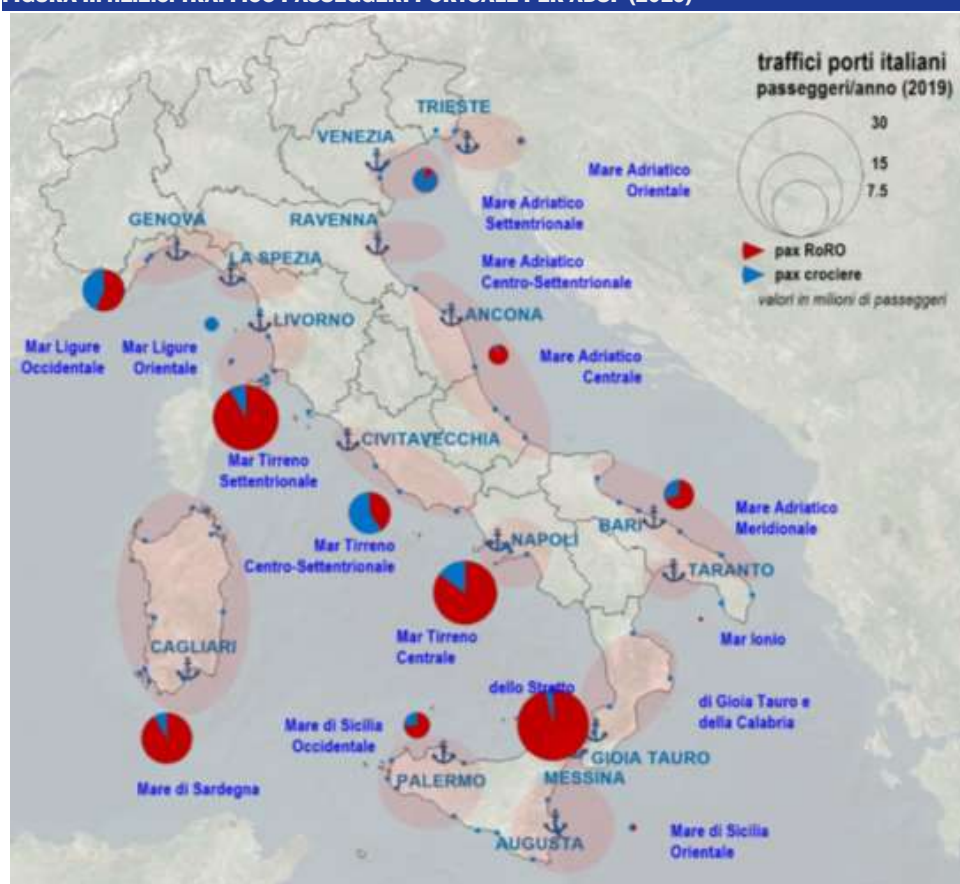 traffici porti italiani
passeggeri/anno (2019)
30
15
7.5
pax RoRO
pax crociere
valori in milioni di passeggeri
TRIESTE
VENEZIA
Mare Adriatico
Orientale
Mare Adriatico
Settentrionale
GENOVA
RAVENNA
LA SPEZIA
Mare Adriatico
Centro-Settentrionale
LIVORNO
ANCONA
Mar Ligure
Occidentale
Mar Ligure
Orientale
Mare Adriatico
Centrale
CIVITAVECCHIA
Mar Tirreno
Settentrionale
Mar Tirreno
Centro-Settentrionale
NAPOLI
BARI
Mare Adriatico
Meridionale
TARANTO
Mar Tirreno
Centrale
Mar Ionio
CAGLIARI
dello Stretto
di Gioia Tauro e
della Calabria
Mare di Sicilia
Occidentale
GIOIA TAURO
MESSINA
PALERMO
Mare di Sardegna
AUGUSTA
Mare di Sicilia
Orientale